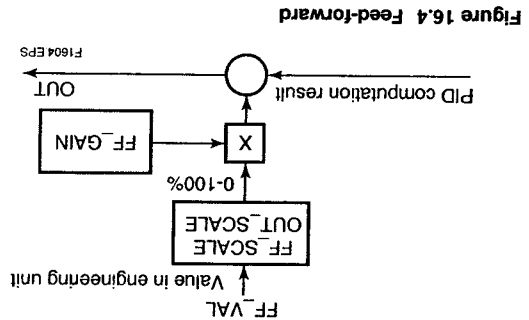 FF_VAL
Value in engineering unit
FF_SCALE
OUT_SCALE
0-100%
FF_GAIN
X
PID computation result
OUT
F1604 EPS
Figure 16.4 Feed-forward